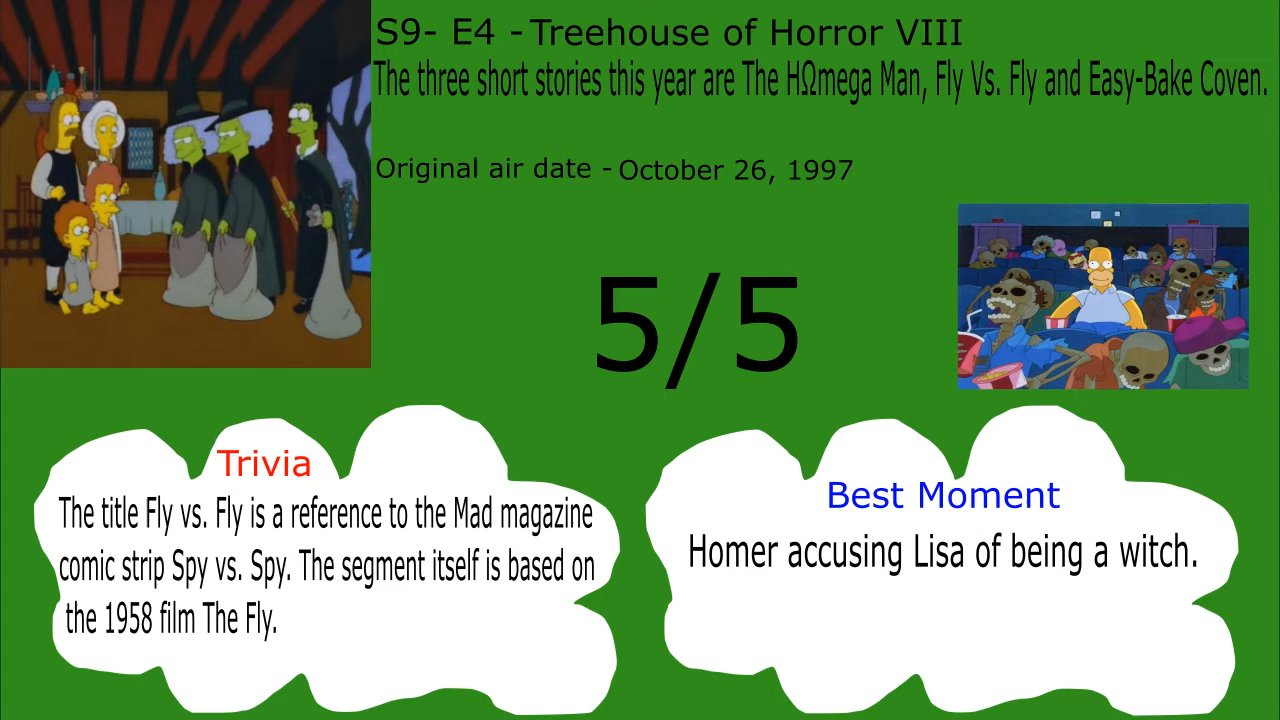 S9- E4 - Treehouse of Horror VIII
The three short stories this year are The HΩmega Man, Fly Vs. Fly and Easy-Bake Coven.
Original air date - October 26, 1997
5/5
Trivia
The title Fly vs. Fly is a reference to the Mad magazine
comic strip Spy vs. Spy. The segment itself is based on
the 1958 film The Fly.
Best Moment
Homer accusing Lisa of being a witch.